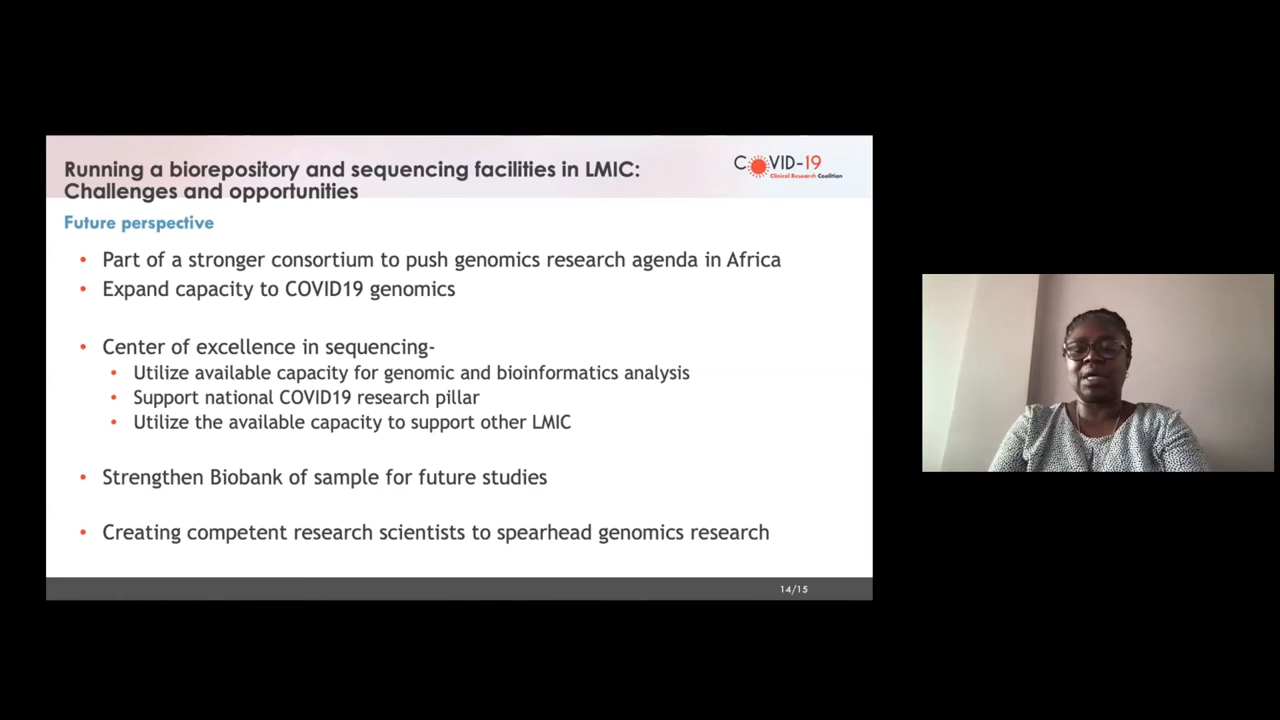 Running a biorepository and sequencing facilities in LMIC:
Challenges and opportunities
COVID-19
Clinical Research Coalition
Future perspective
• Part of a stronger consortium to push genomics research agenda in Africa
• Expand capacity to COVID19 genomics
• Center of excellence in sequencing-
• Utilize available capacity for genomic and bioinformatics analysis
• Support national COVID19 research pillar
• Utilize the available capacity to support other LMIC
• Strengthen Biobank of sample for future studies
• Creating competent research scientists to spearhead genomics research
14/15